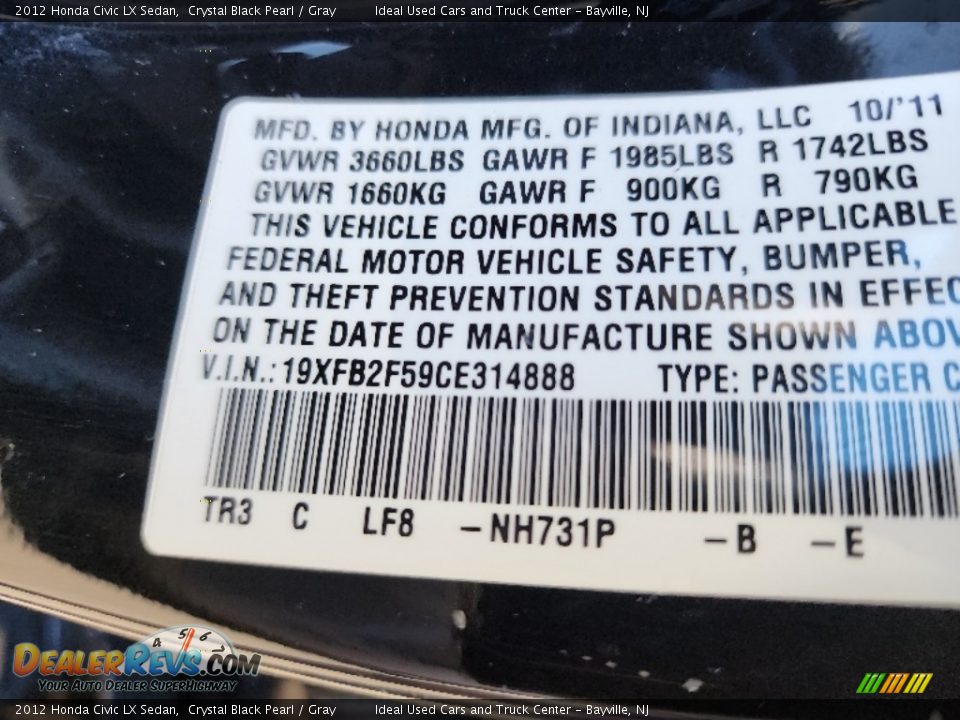 2012 Honda Civic LX Sedan, Crystal Black Pearl / Gray Ideal Used Cars and Truck Center - Bayville, NJ
MFD. BY HONDA MFG. OF INDIANA, LLC 10/'11
GVWR 3660LBS GAWR F 1985LBS R 1742LBS
GVWR 1660KG GAWR F 900KG R 790KG
THIS VEHICLE CONFORMS TO ALL APPLICABLE
FEDERAL MOTOR VEHICLE SAFETY, BUMPER,
AND THEFT PREVENTION STANDARDS IN EFFEC
ON THE DATE OF MANUFACTURE SHOWN ABOV
V.I.N.: 19XFB2F59CE314888 TYPE: PASSENGER C
TR3 C LF8 -NH731P -B -E
4 5 6 7
DEALERREVS.COM
YOUR AUTO DEALER SUPERHIGHWAY
2012 Honda Civic LX Sedan, Crystal Black Pearl / Gray Ideal Used Cars and Truck Center - Bayville, NJ